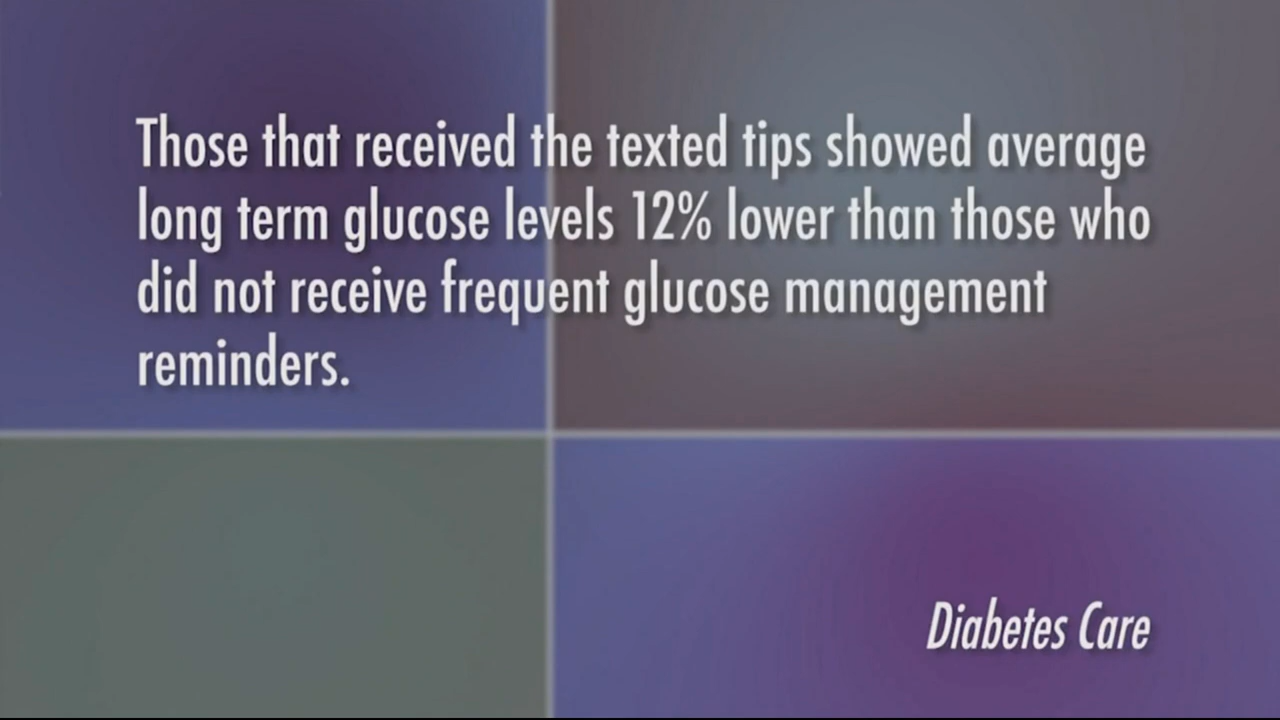 Those that received the texted tips showed average
long term glucose levels 12% lower than those who
did not receive frequent glucose management
reminders.
Diabetes Care